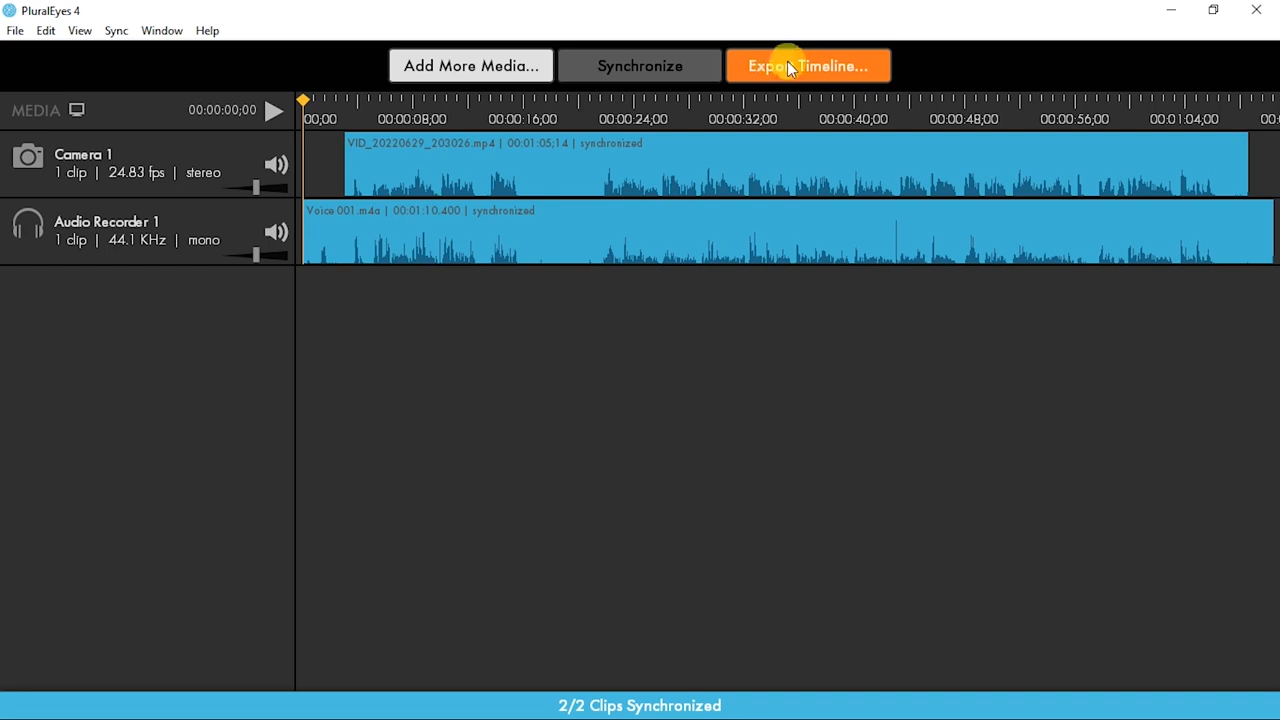 PluralEyes 4
File Edit View Sync Window Help
Add More Media... Synchronize Export Timeline...
MEDIA 00:00:00;00
00;00 00:00:08;00 00:00:16;00 00:00:24;00 00:00:32;00 00:00:40;00 00:00:48;00 00:00:56;00 00:01:04;00 00:
Camera 1
1 clip | 24.83 fps | stereo
VID_20220629_203026.mp4 | 00:01:05;14 | synchronized
Audio Recorder 1
1 clip | 44.1 KHz | mono
Voice 001.m4a | 00:01:10.400 | synchronized
2/2 Clips Synchronized